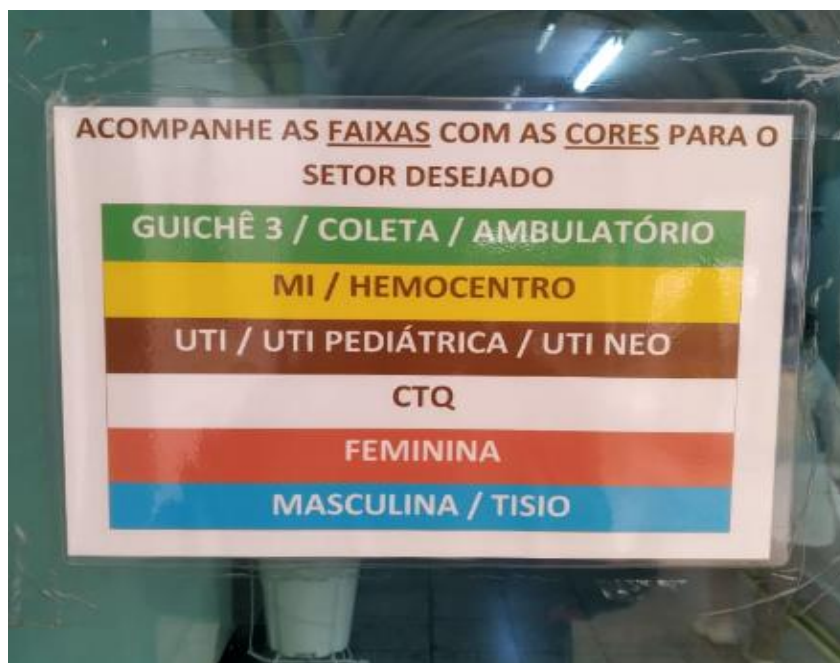 ACOMPANHE AS FAIXAS COM AS CORES PARA O
SETOR DESEJADO
GUICHÊ 3 / COLETA / AMBULATÓRIO
MI / HEMOCENTRO
UTI / UTI PEDIÁTRICA / UTI NEO
CTQ
FEMININA
MASCULINA / TISIO